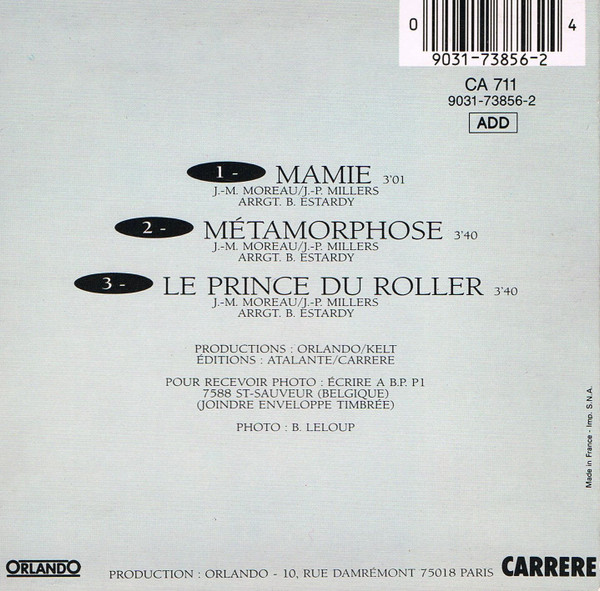 0 4
9031-73856-2
CA 711
9031-73856-2
ADD
1 - MAMIE 3'01
J.-M. MOREAU/J.-P. MILLERS
ARRGT. B. ESTARDY
2 - MÉTAMORPHOSE 3'40
J.-M. MOREAU/J.-P. MILLERS
ARRGT. B. ESTARDY
3 - LE PRINCE DU ROLLER 3'40
J.-M. MOREAU/J.-P. MILLERS
ARRGT. B. ESTARDY
PRODUCTIONS : ORLANDO/KELT
ÉDITIONS : ATALANTE/CARRERE
POUR RECEVOIR PHOTO : ÉCRIRE A B.P. P1
7588 ST-SAUVEUR (BELGIQUE)
(JOINDRE ENVELOPPE TIMBRÉE)
PHOTO : B. LELOUP
Made in France - Imp. S.N.A.
ORLANDO
PRODUCTION : ORLANDO - 10, RUE DAMRÉMONT 75018 PARIS
CARRERE